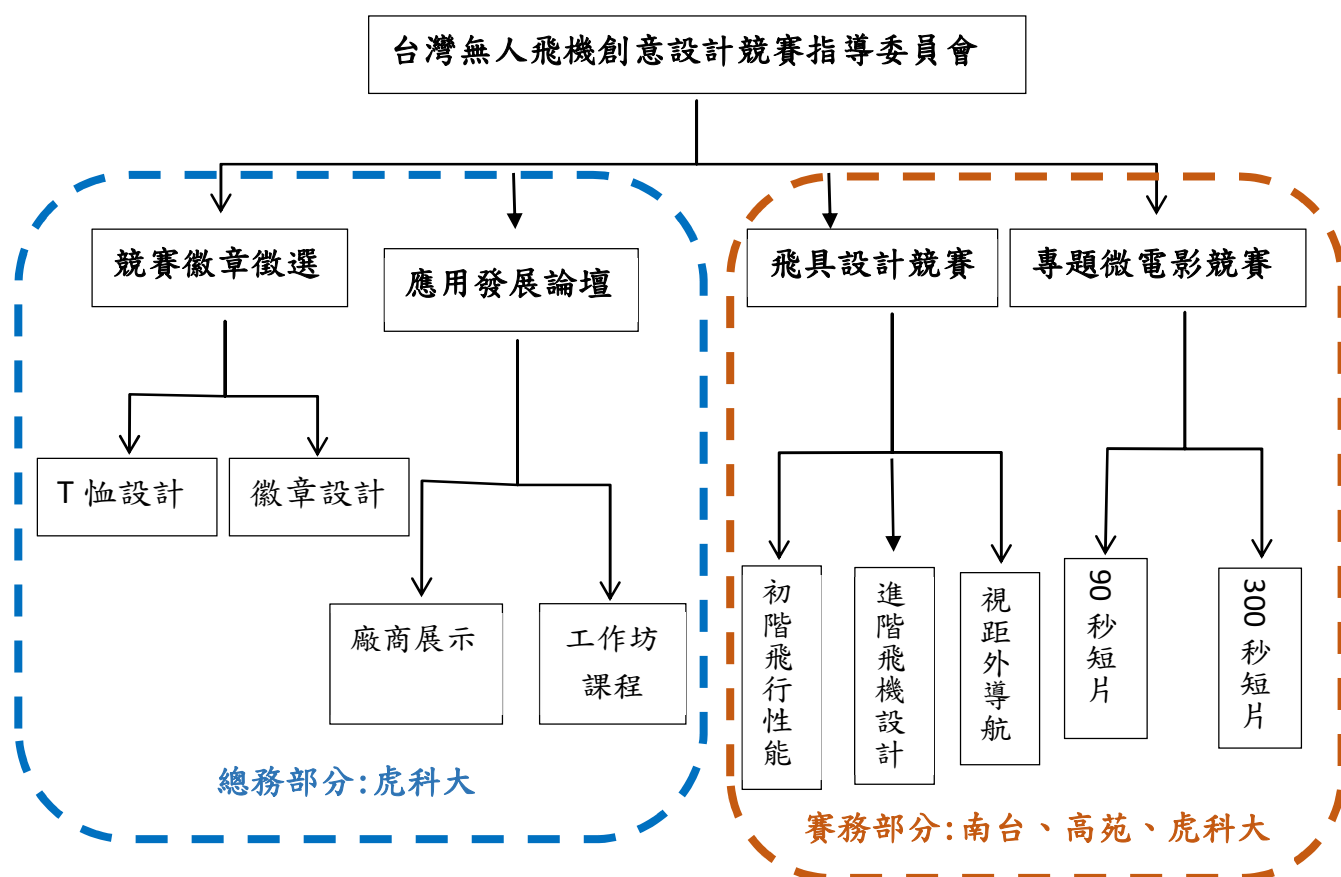 台灣無人飛機創意設計競賽指導委員會
競賽徽章徵選
應用發展論壇
飛具設計競賽
專題微電影競賽
T 恤設計
徽章設計
廠商展示
工作坊
課程
初階飛行性能
進階飛機設計
視距外導航
90 秒短片
300 秒短片
總務部分:虎科大
賽務部分:南台、高苑、虎科大